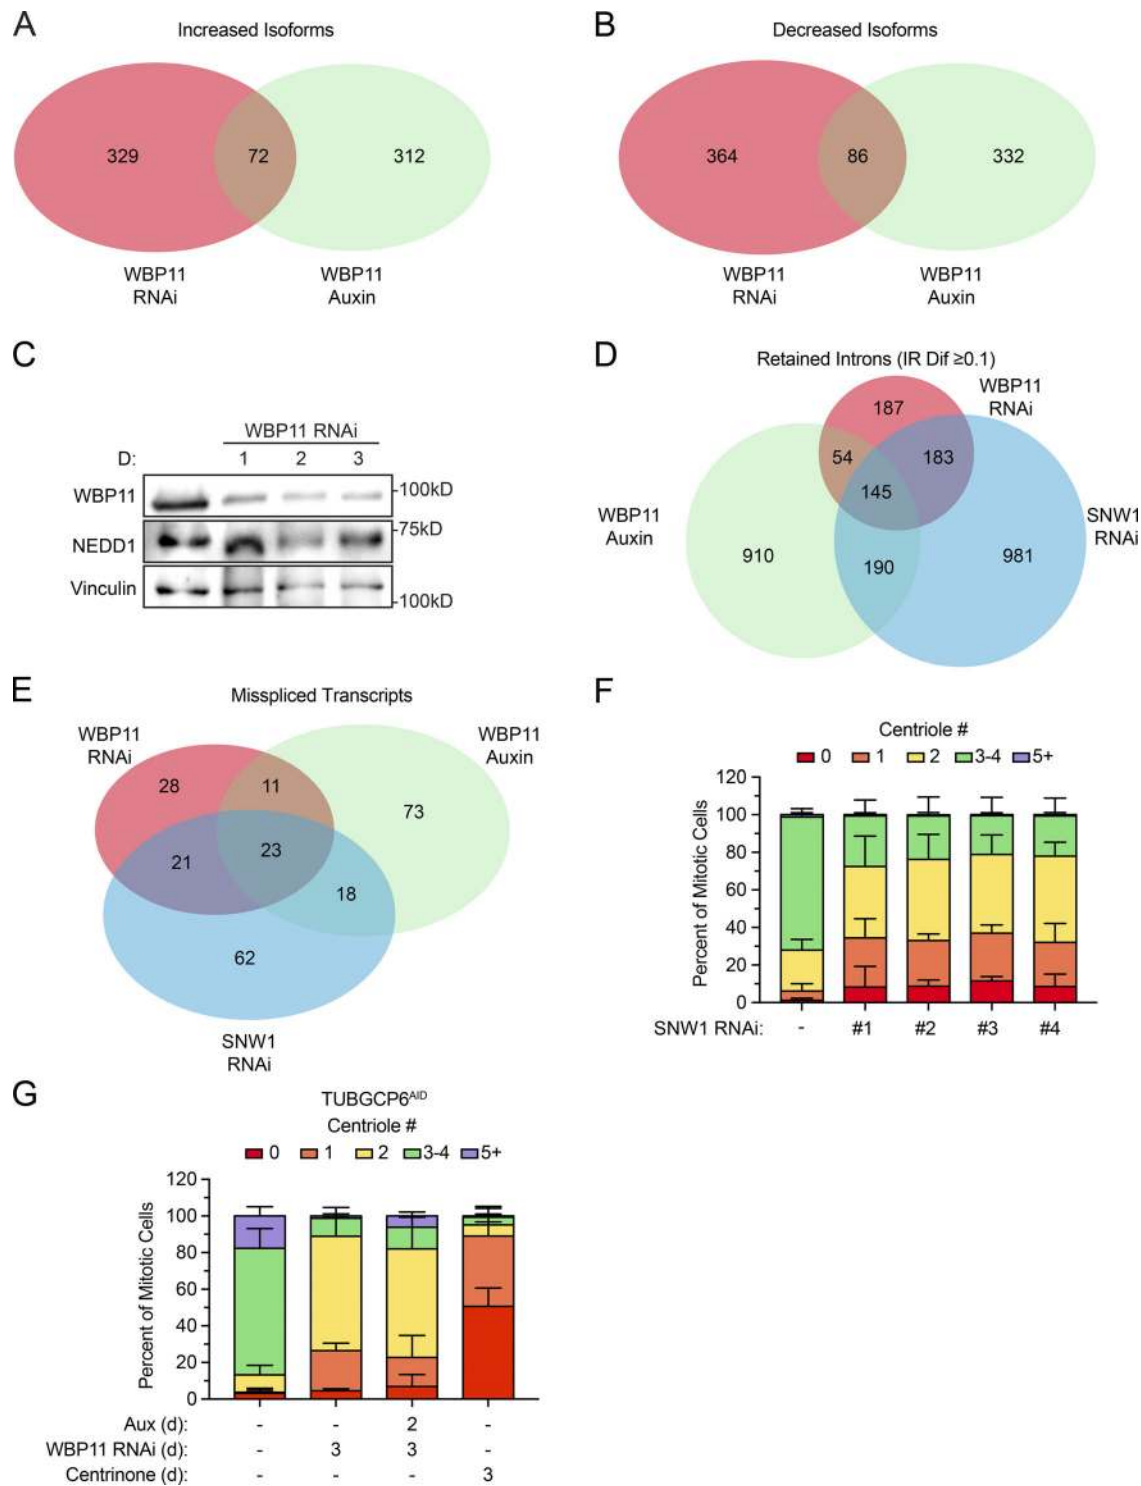 A
Increased Isoforms
329
72
312
WBP11
RNAi
WBP11
Auxin
B
Decreased Isoforms
364
86
332
WBP11
RNAi
WBP11
Auxin
C
WBP11 RNAi
D: 1 2 3
WBP11
-100kD
-75kD
NEDD1
Vinculin
-100kD
D
Retained Introns (IR Dif ≥0.1)
WBP11
RNAi
187
54
183
145
WBP11
Auxin
SNW1
RNAi
910
190
981
E
Misspliced Transcripts
WBP11
RNAi
WBP11
Auxin
28
11
73
21
23
18
62
SNW1
RNAi
F
Centriole #
0 1 2 3-4 5+
Percent of Mitotic Cells
120
100
80
60
40
20
0
SNW1 RNAi: - #1 #2 #3 #4
G
TUBGCP6AID
Centriole #
0 1 2 3-4 5+
Percent of Mitotic Cells
120
100
80
60
40
20
0
Aux (d): - - 2 -
WBP11 RNAi (d): - 3 3 -
Centrinone (d): - - - 3